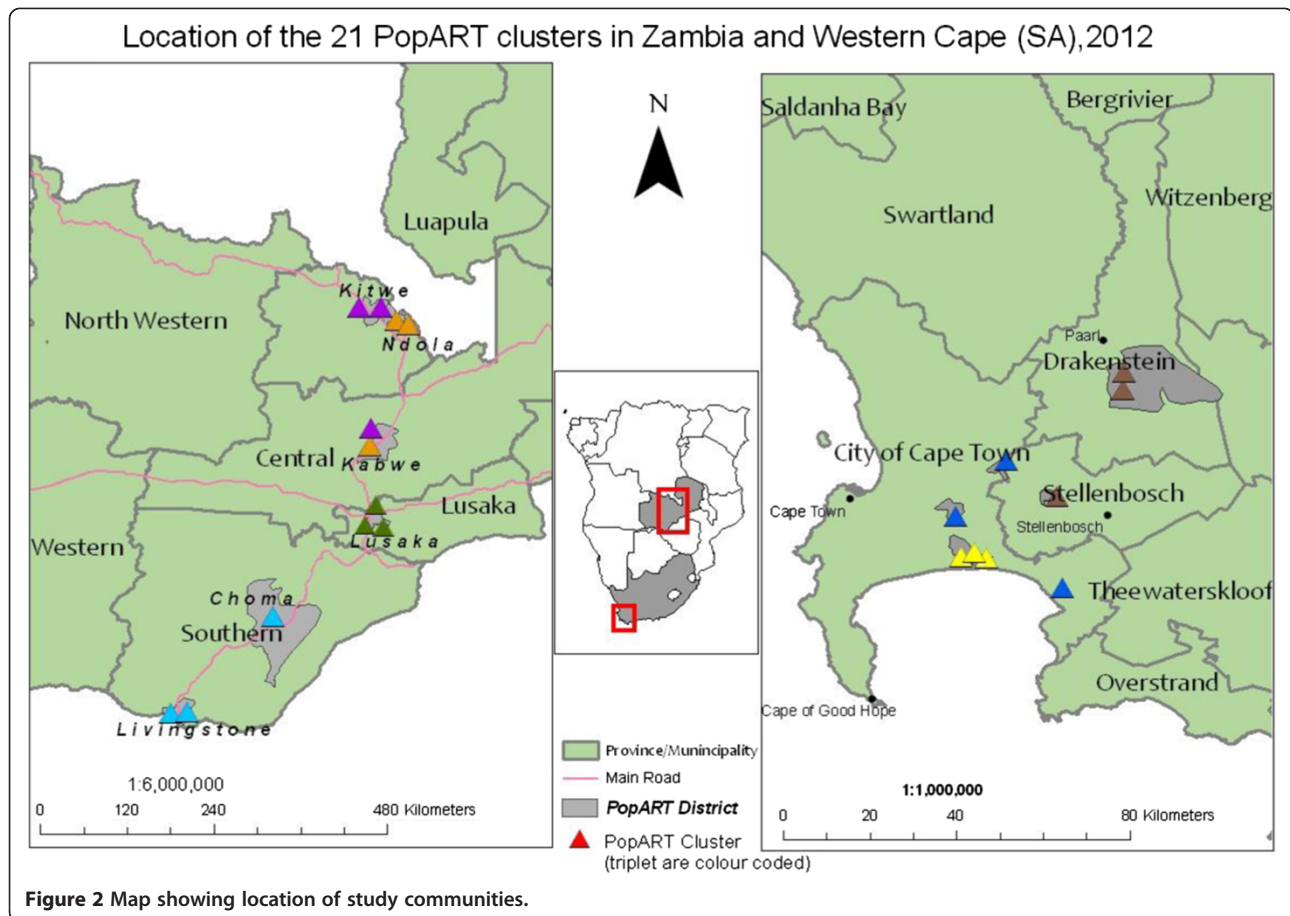 Location of the 21 PopART clusters in Zambia and Western Cape (SA),2012
Luapula
Kitwe
North Western
Ndola
Central
Kabwe
Lusaka
Lusaka
Western
Choma
Southern
Livingstone
1:6,000,000
0 120 240 480 Kilometers
N
Province/Munincipality
Main Road
PopART District
PopART Cluster
(triplet are colour coded)
Saldanha Bay
Bergrivier
Witzenberg
Swartland
Paarl
Drakenstein
City of Cape Town
Stellenbosch
Cape Town
Stellenbosch
Theewaterskloof
Overstrand
Cape of Good Hope
1:1,000,000
0 20 40 80 Kilometers
Figure 2 Map showing location of study communities.